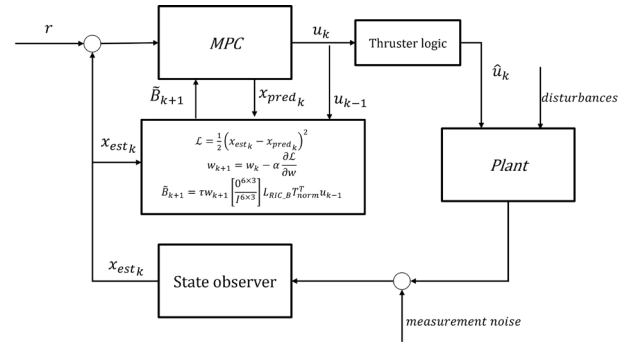 r
MPC
u_k
Thruster logic
û_k
disturbances
B̃_{k+1}
x_{pred_k}
u_{k-1}
x_{est_k}
ℒ = ½(x_{est_k} − x_{pred_k})²
w_{k+1} = w_k − α ∂ℒ/∂w
B̃_{k+1} = τw_{k+1} [0^{6×3}/I^{6×3}] L_{RIC_B} T^T_{norm} u_{k-1}
Plant
x_{est_k}
State observer
measurement noise